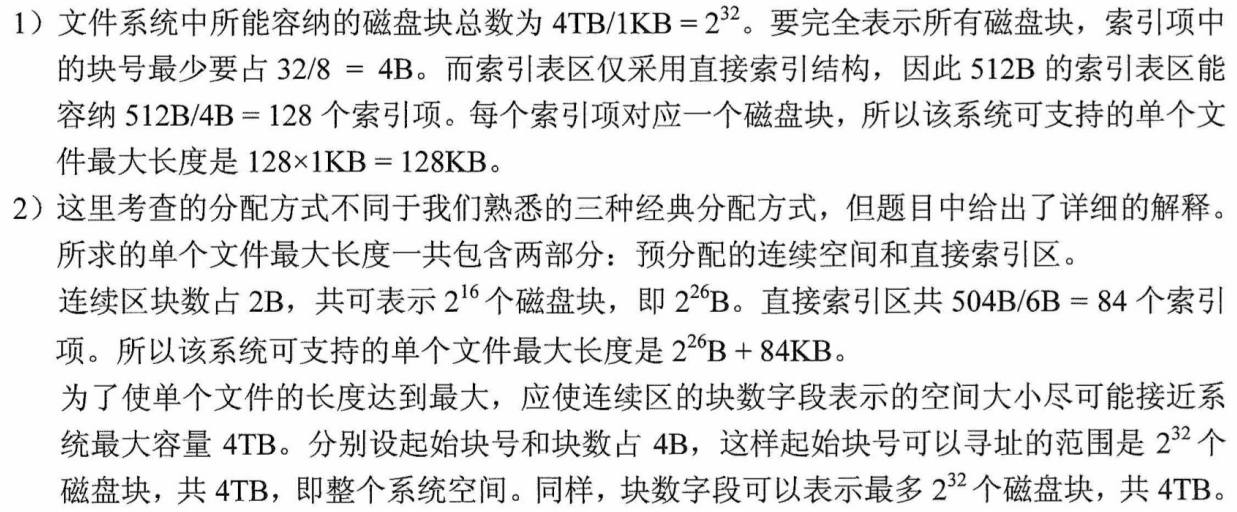 1）文件系统中所能容纳的磁盘块总数为 4TB/1KB = 2³²。要完全表示所有磁盘块，索引项中
的块号最少要占 32/8 = 4B。而索引表区仅采用直接索引结构，因此 512B 的索引表区能
容纳 512B/4B = 128 个索引项。每个索引项对应一个磁盘块，所以该系统可支持的单个文
件最大长度是 128×1KB = 128KB。
2）这里考查的分配方式不同于我们熟悉的三种经典分配方式，但题目中给出了详细的解释。
所求的单个文件最大长度一共包含两部分：预分配的连续空间和直接索引区。
连续区块数占 2B，共可表示 2¹⁶ 个磁盘块，即 2²⁶B。直接索引区共 504B/6B = 84 个索引
项。所以该系统可支持的单个文件最大长度是 2²⁶B + 84KB。
为了使单个文件的长度达到最大，应使连续区的块数字段表示的空间大小尽可能接近系
统最大容量 4TB。分别设起始块号和块数占 4B，这样起始块号可以寻址的范围是 2³² 个
磁盘块，共 4TB，即整个系统空间。同样，块数字段可以表示最多 2³² 个磁盘块，共 4TB。